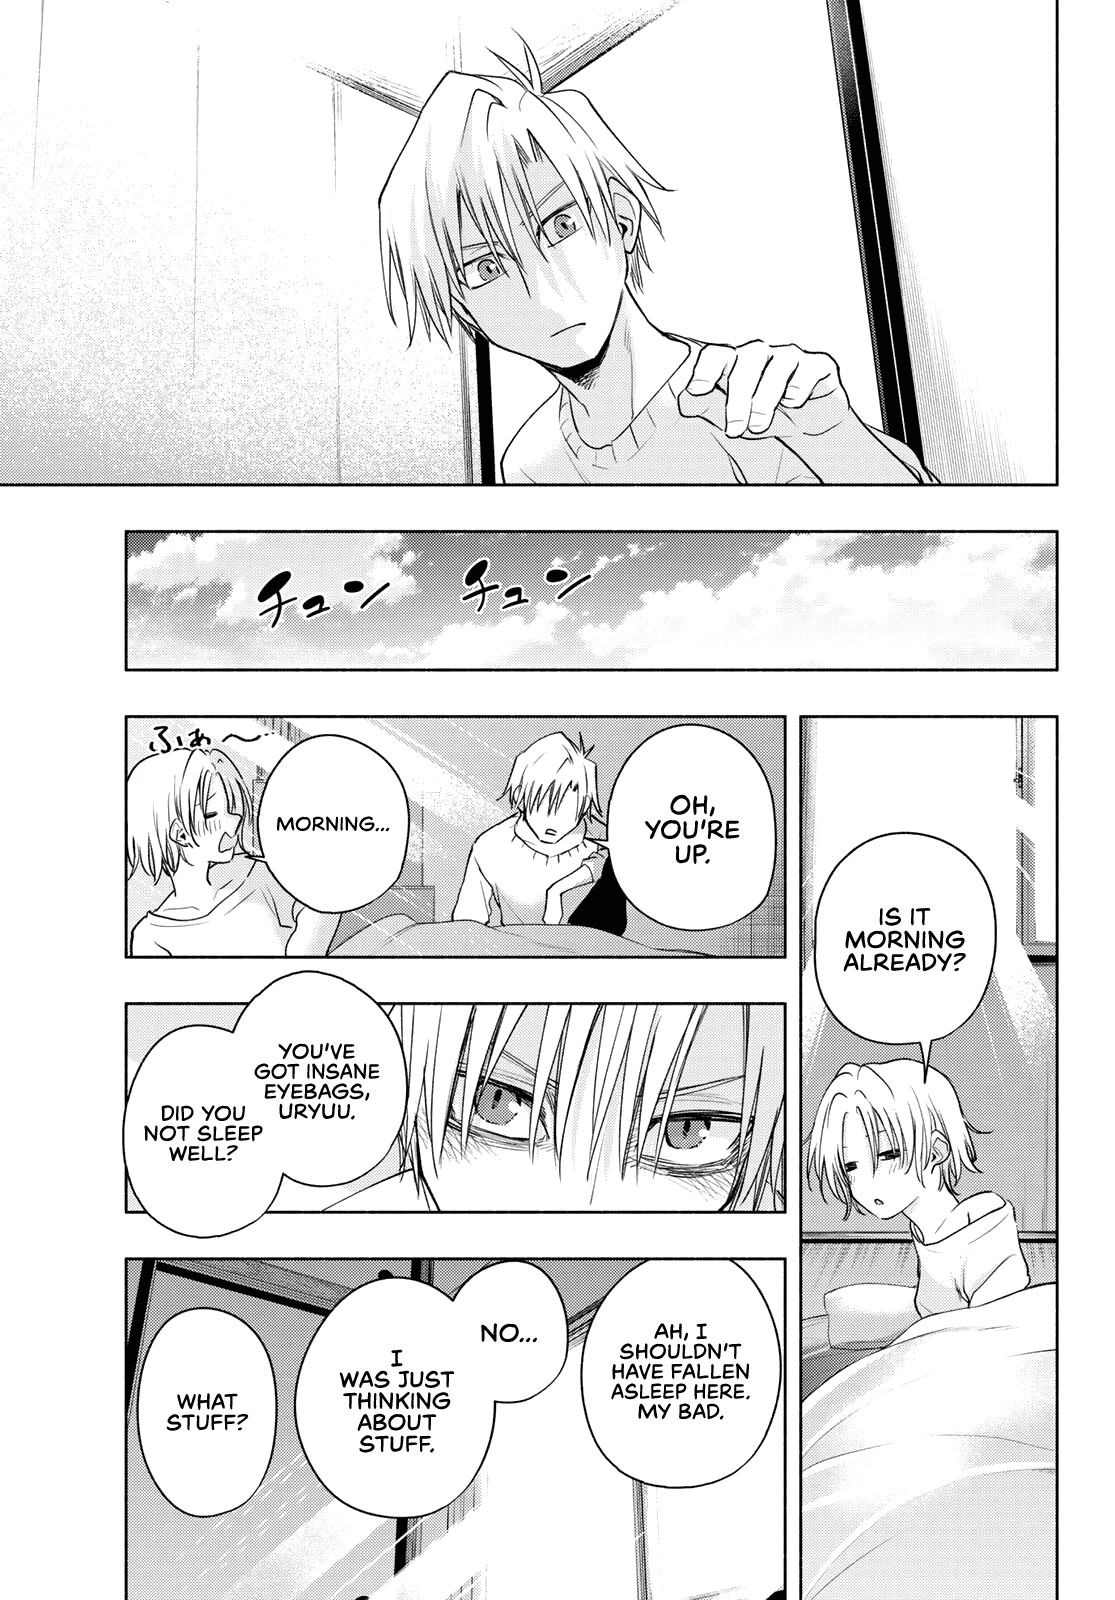 チュン
チュン
IS IT
MORNING
ALREADY?
OH,
YOU'RE
UP.
MORNING...
ふぁ〜…
YOU'VE
GOT INSANE
EYEBAGS,
URYUU.
DID YOU
NOT SLEEP
WELL?
AH, I
SHOULDN'T
HAVE FALLEN
ASLEEP HERE.
MY BAD.
NO...
I
WAS JUST
THINKING
ABOUT
STUFF.
WHAT
STUFF?